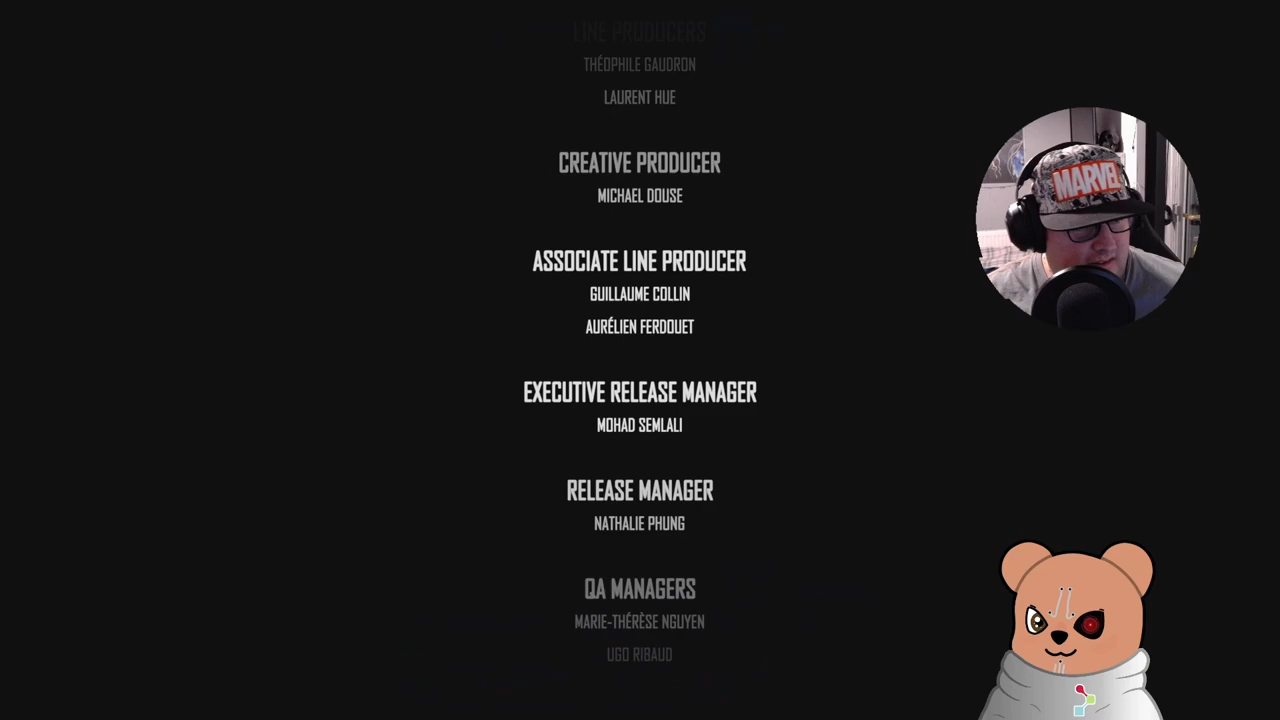 LINE PRODUCERS
THÉOPHILE GAUDRON
LAURENT HUE
CREATIVE PRODUCER
MICHAEL DOUSE
ASSOCIATE LINE PRODUCER
GUILLAUME COLLIN
AURÉLIEN FERDOUET
EXECUTIVE RELEASE MANAGER
MOHAD SEMLALI
RELEASE MANAGER
NATHALIE PHUNG
QA MANAGERS
MARIE-THÉRÈSE NGUYEN
UGO RIBAUD
MARVEL